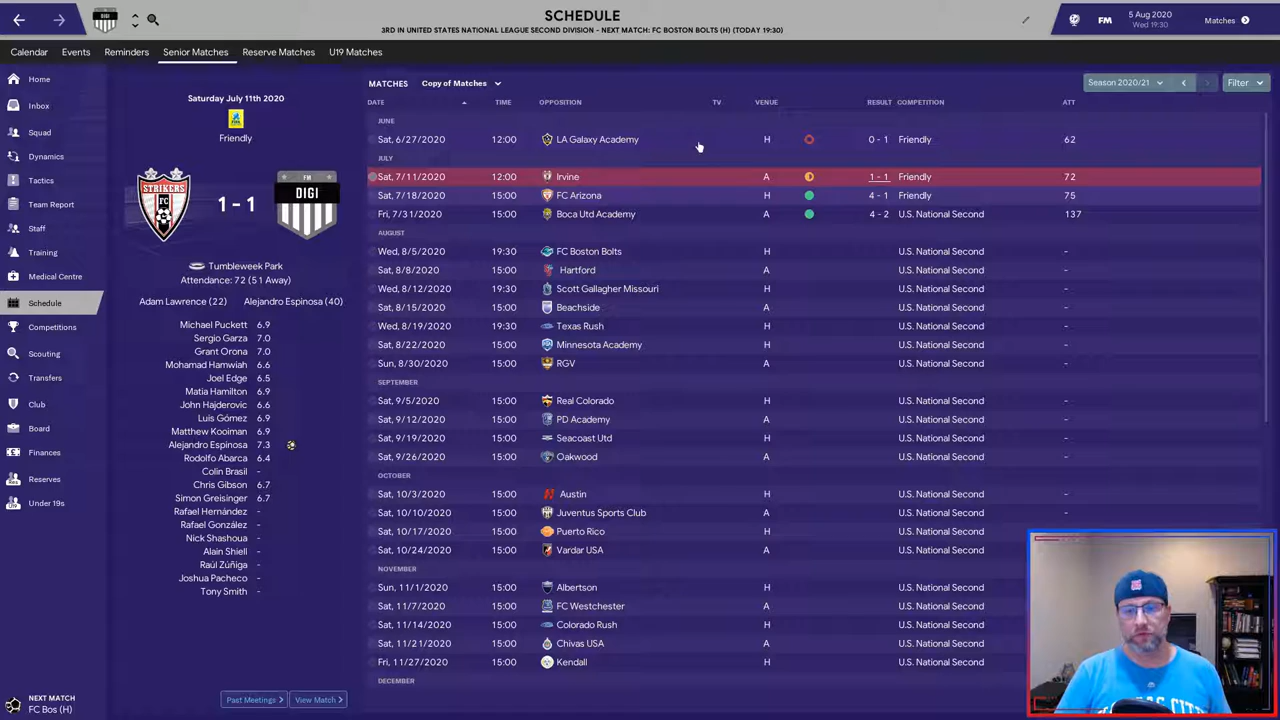 SCHEDULE
3RD IN UNITED STATES NATIONAL LEAGUE SECOND DIVISION - NEXT MATCH: FC BOSTON BOLTS (H) (TODAY 19:30)
FM
5 Aug 2020
Wed 19:30
Matches
Calendar Events Reminders Senior Matches Reserve Matches U19 Matches
Home
Inbox
Squad
Dynamics
Tactics
Team Report
Staff
Training
Medical Centre
Schedule
Competitions
Scouting
Transfers
Club
Board
Finances
Reserves
Under 19s
NEXT MATCH
FC Bos (H)
Saturday July 11th 2020
Friendly
STRIKERS FC
1 - 1
FM DIGI
Tumbleweek Park
Attendance: 72 (51 Away)
Adam Lawrence (22) Alejandro Espinosa (40)
Michael Puckett 6.9
Sergio Garza 7.0
Grant Orona 7.0
Mohamad Hamwiah 6.6
Joel Edge 6.5
Matia Hamilton 6.9
John Hajderovic 6.6
Luis Gómez 6.9
Matthew Kooiman 6.9
Alejandro Espinosa 7.3
Rodolfo Abarca 6.4
Colin Brasil -
Chris Gibson 6.7
Simon Greisinger 6.7
Rafael Hernández -
Rafael González -
Nick Shashoua -
Alain Shiell -
Raúl Zúñiga -
Joshua Pacheco -
Tony Smith -
Past Meetings View Match
MATCHES Copy of Matches Season 2020/21 Filter
DATE TIME OPPOSITION TV VENUE RESULT COMPETITION ATT
JUNE
Sat, 6/27/2020 12:00 LA Galaxy Academy H 0 - 1 Friendly 62
JULY
Sat, 7/11/2020 12:00 Irvine A 1 - 1 Friendly 72
Sat, 7/18/2020 15:00 FC Arizona H 4 - 1 Friendly 75
Fri, 7/31/2020 15:00 Boca Utd Academy A 4 - 2 U.S. National Second 137
AUGUST
Wed, 8/5/2020 19:30 FC Boston Bolts H U.S. National Second -
Sat, 8/8/2020 15:00 Hartford A U.S. National Second -
Wed, 8/12/2020 19:30 Scott Gallagher Missouri H U.S. National Second -
Sat, 8/15/2020 15:00 Beachside A U.S. National Second -
Wed, 8/19/2020 19:30 Texas Rush H U.S. National Second -
Sat, 8/22/2020 15:00 Minnesota Academy H U.S. National Second -
Sun, 8/30/2020 15:00 RGV A U.S. National Second -
SEPTEMBER
Sat, 9/5/2020 15:00 Real Colorado H U.S. National Second -
Sat, 9/12/2020 15:00 PD Academy A U.S. National Second -
Sat, 9/19/2020 15:00 Seacoast Utd H U.S. National Second -
Sat, 9/26/2020 15:00 Oakwood A U.S. National Second -
OCTOBER
Sat, 10/3/2020 15:00 Austin H U.S. National Second -
Sat, 10/10/2020 15:00 Juventus Sports Club A U.S. National Second -
Sat, 10/17/2020 15:00 Puerto Rico H U.S. National Second
Sat, 10/24/2020 15:00 Vardar USA A U.S. National Second
NOVEMBER
Sun, 11/1/2020 15:00 Albertson H U.S. National Second
Sat, 11/7/2020 15:00 FC Westchester A U.S. National Second
Sat, 11/14/2020 15:00 Colorado Rush H U.S. National Second
Sat, 11/21/2020 15:00 Chivas USA A U.S. National Second
Fri, 11/27/2020 15:00 Kendall H U.S. National Second
DECEMBER